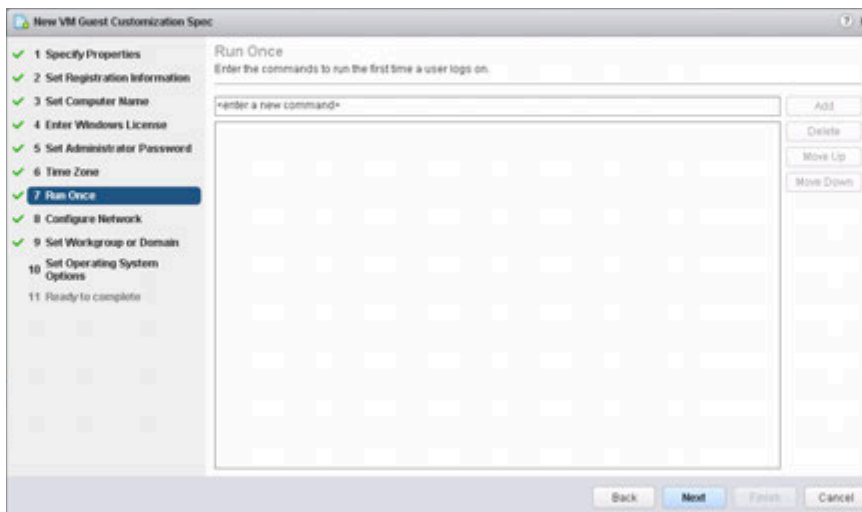 New VM Guest Customization Spec
1 Specify Properties
2 Set Registration Information
3 Set Computer Name
4 Enter Windows License
5 Set Administrator Password
6 Time Zone
7 Run Once
8 Configure Network
9 Set Workgroup or Domain
10 Set Operating System
Options
11 Ready to complete
Run Once
Enter the commands to run the first time a user logs on.
<enter a new command>
Add
Delete
Move Up
Move Down
Back
Next
Finish
Cancel